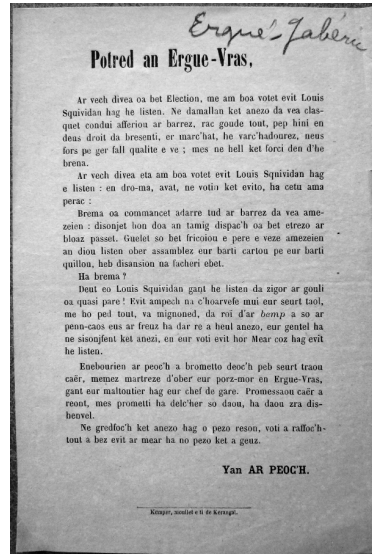 Ergué-Gabéric
Potred an Ergue-Vras,
Ar vech divea oa bet Election, me am boa votet evit Louis
Squividan hag he listen. Ne damallan ket anezo da vea clas-
quet condui afferiou ar barrez, rac goude tout, pep hini en
deus droit da bresenti, er marc'hat, he varc'hadourez, neus
fors pe ger fall qualite e ve ; mes ne hell ket forci den d'he
brena.
Ar vech divea eta am boa votet evit Louis Squividan hag
e listen : en dro-ma, avat, ne votin ket evito, ha cetu ama
perac :
Brema oa commancet adarre tud ar barrez da vea ame-
zeien : disonjet hon doa an tamig dispac'h oa bet etrezo ar
bloaz passet. Guelet so bet fricoiou e pere e veze amezeien
an diou listen ober assamblez eur barti cartou pe eur barti
quillou, heb disansion na facheri ebet.
Ha brema ?
Deut eo Louis Squividan gant he listen da zigor ar gouli
oa quasi pare ! Evit ampech na c'hoarvefe mui eur seurt taol,
me ho ped tout, va mignoned, da roi d'ar bemp a so ar
penn-caos eus ar freuz ha dar re a heul anezo, eur gentel ha
ne sisonjfent ket anezi, en eur voti evit hor Mear coz hag evit
he listen.
Enebourien ar peoc'h a brometto deoc'h peb seurt traou
caër, memez martreze d'ober eur porz-mor en Ergue-Vras,
gant eur maltoutier hag eur chef de gare. Promessaou caër a
reont, mes prometti ha delc'her so daou, ha daou zra dis-
henvel.
Ne gredfoc'h ket anezo hag o pezo reson, voti a raffoc'h-
tout a bez evit ar mear ha no pezo ket a geuz.
Yan AR PEOC'H.
Kemper, mouliet e ti de Kerangal.